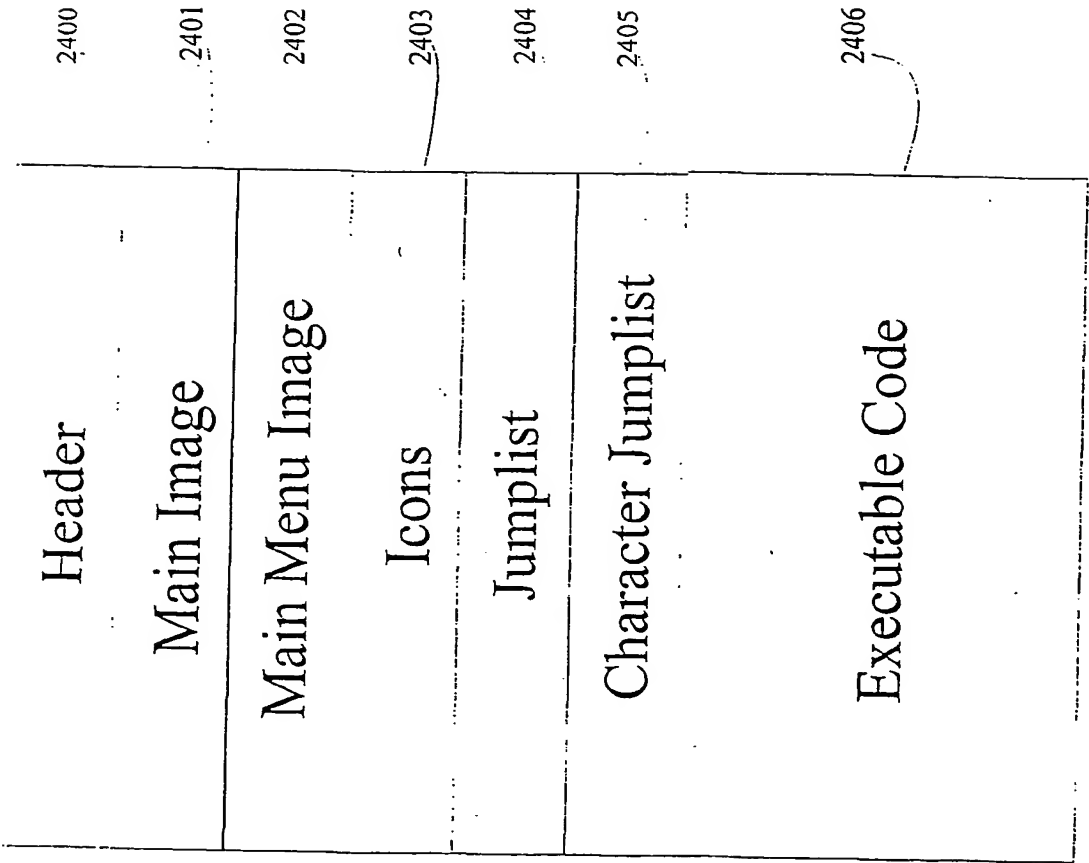 Header
2400
Main Image
2401
Main Menu Image
2402
Icons
2403
Jumplist
2404
Character Jumplist
2405
Executable Code
2406